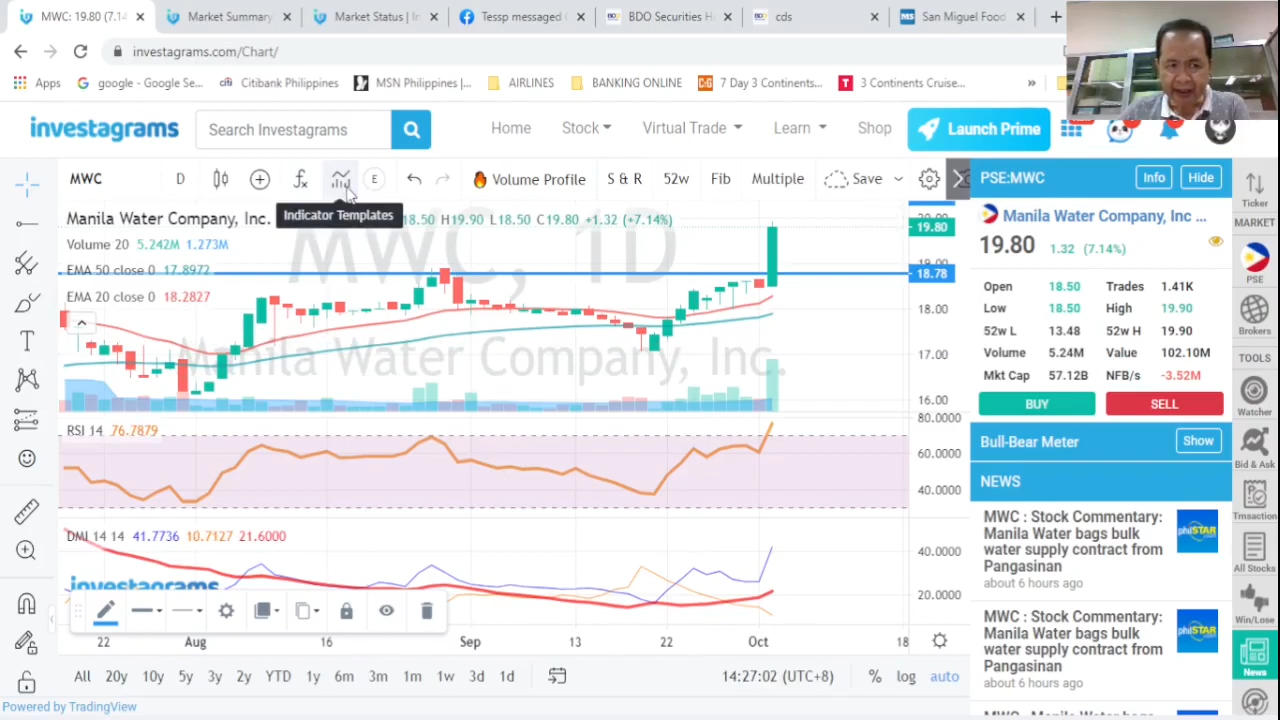 MWC: 19.80 (7.14
Market Summary
Market Status | In
Tessp messaged
BDO Securities H
cds
San Miguel Food
investagrams.com/Chart/
Apps
google - Google Se...
Citibank Philippines
MSN Philippines |...
AIRLINES
BANKING ONLINE
7 Day 3 Continents...
3 Continents Cruise...
»
investagrams
Search Investagrams
Home
Stock
Virtual Trade
Learn
Shop
Launch Prime
MWC
D
Volume Profile
S & R
52w
Fib
Multiple
Save
Indicator Templates
Manila Water Company, Inc.
18.50 H19.90 L18.50 C19.80 +1.32 (+7.14%)
Volume 20 5.242M 1.273M
EMA 50 close 0 17.8972
EMA 20 close 0 18.2827
MWC, 1D
Manila Water Company, Inc.
20.00
19.80
19.00
18.78
18.00
17.00
16.00
RSI 14 76.7879
80.0000
60.0000
40.0000
DMI 14 14 41.7736 10.7127 21.6000
40.0000
20.0000
investagrams
22 Aug 16 Sep 13 22 Oct 18
All 20y 10y 5y 3y 2y YTD 1y 6m 3m 1m 1w 3d 1d
14:27:02 (UTC+8)
% log auto
Powered by TradingView
PSE:MWC
Info
Hide
Manila Water Company, Inc ...
19.80 1.32 (7.14%)
Open 18.50 Trades 1.41K
Low 18.50 High 19.90
52w L 13.48 52w H 19.90
Volume 5.24M Value 102.10M
Mkt Cap 57.12B NFB/s -3.52M
BUY
SELL
Bull-Bear Meter
Show
NEWS
MWC : Stock Commentary:
Manila Water bags bulk
water supply contract from
Pangasinan
about 6 hours ago
philSTAR
MWC : Stock Commentary:
Manila Water bags bulk
water supply contract from
Pangasinan
about 6 hours ago
philSTAR
Ticker
MARKET
PSE
Brokers
TOOLS
Watcher
Bid & Ask
Trnsaction
All Stocks
Win/Lose
News